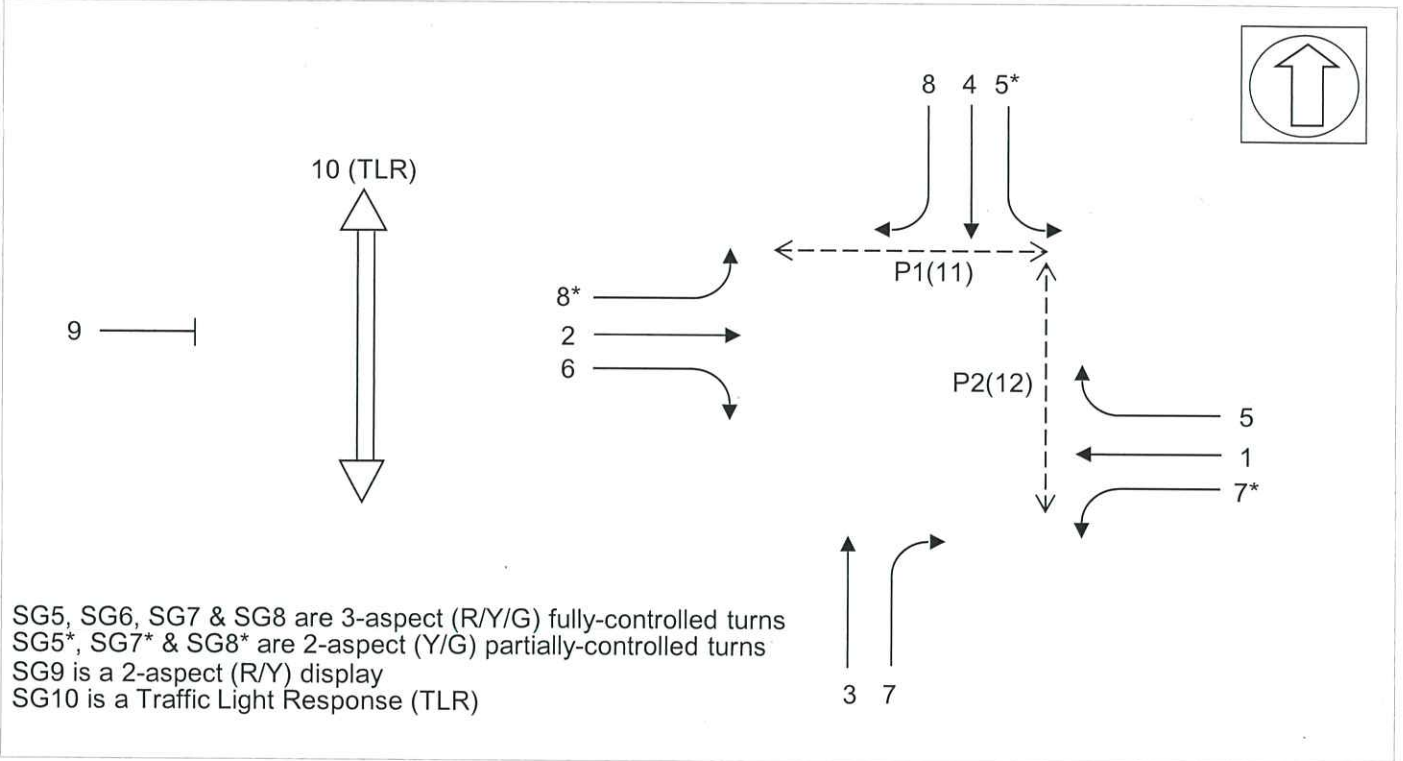 8 4 5*
10 (TLR)
P1(11)
8*
9
2
6
P2(12)
5
1
7*
SG5, SG6, SG7 & SG8 are 3-aspect (R/Y/G) fully-controlled turns
SG5*, SG7* & SG8* are 2-aspect (Y/G) partially-controlled turns
SG9 is a 2-aspect (R/Y) display
SG10 is a Traffic Light Response (TLR)
3 7